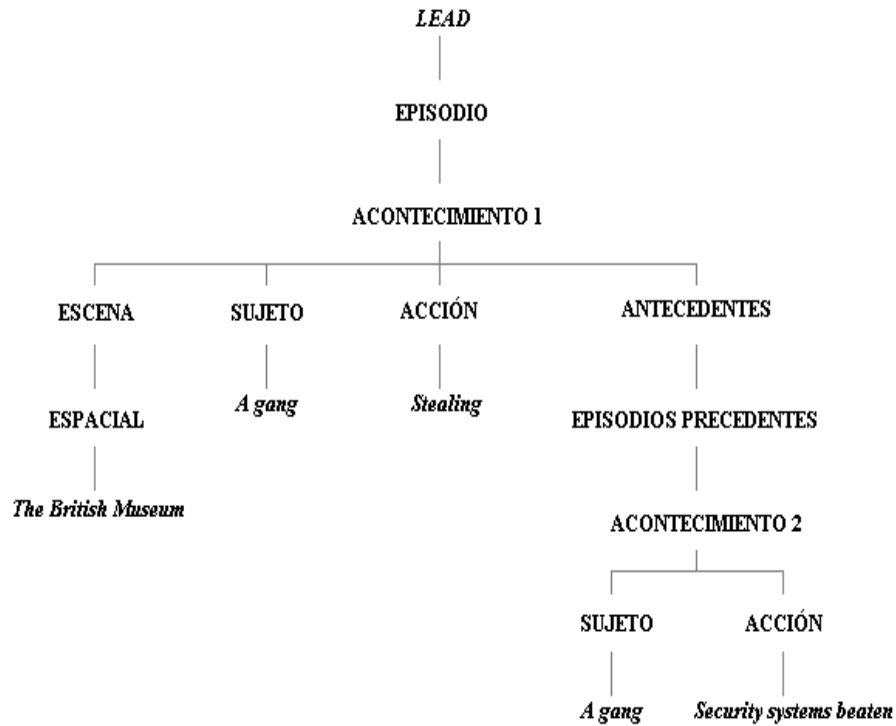 LEAD
EPISODIO
ACONTECIMIENTO 1
ESCENA SUJETO ACCIÓN ANTECEDENTES
ESPACIAL A gang Stealing EPISODIOS PRECEDENTES
The British Museum
ACONTECIMIENTO 2
SUJETO ACCIÓN
A gang Security systems beaten